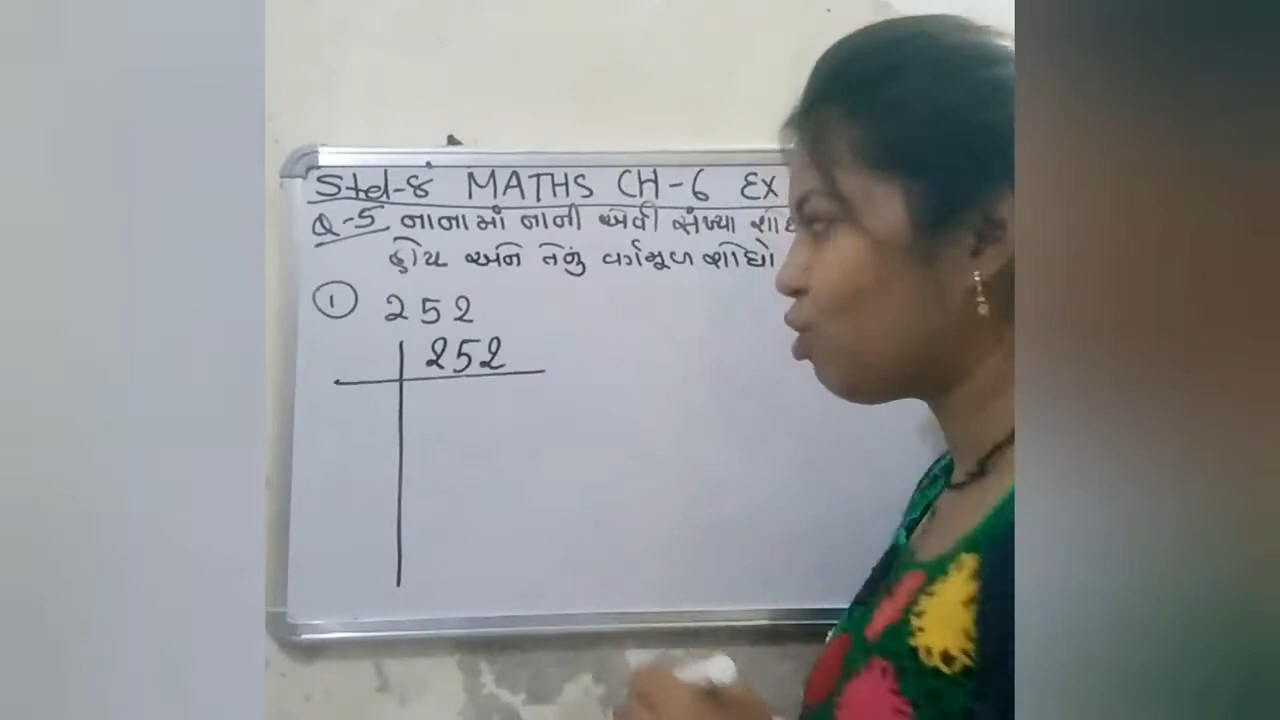 Std-8 MATHS CH-6 EX
Q-5 નાનામાં નાની એવી સંખ્યા
હોય અને તેનું વર્ગમૂળ શોધો
① 252
252